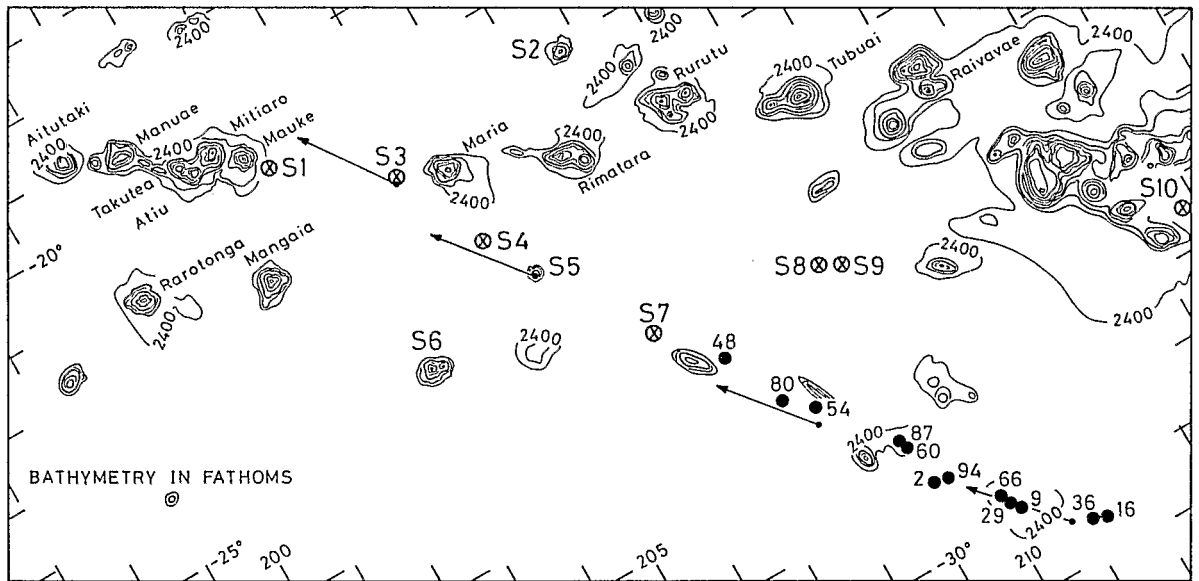 2400
2400
S2
2400
Rurutu
2400
Tubuai
2400
Raivavae
2400
Aitutaki
2400
Manuae
2400
Mitiaro
Mauke
S1
S3
Maria
2400
2400
Rimatara
Takutea
Atiu
S10
-20°
Rarotonga
2400
Mangaia
S4
S5
S8
S9
2400
2400
S7
48
S6
2400
80
54
2400
87
60
BATHYMETRY IN FATHOMS
2
94
66
29
9
2400
36
16
-25°
200
205
-30°
210